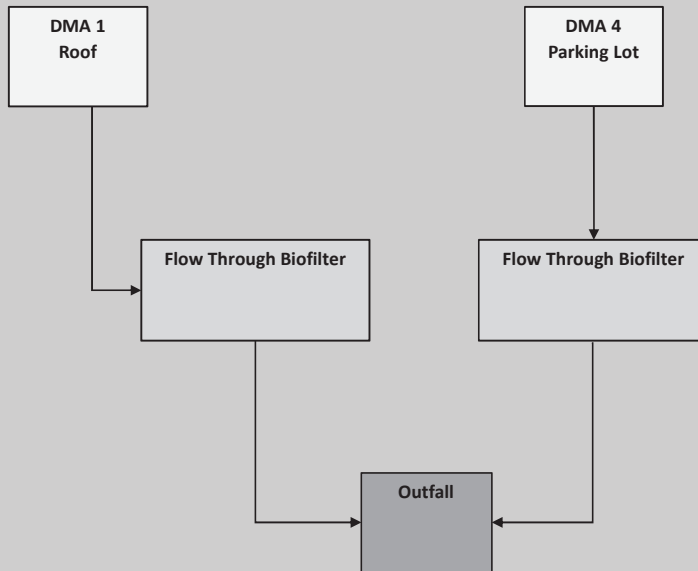 DMA 1
Roof
DMA 4
Parking Lot
Flow Through Biofilter
Flow Through Biofilter
Outfall